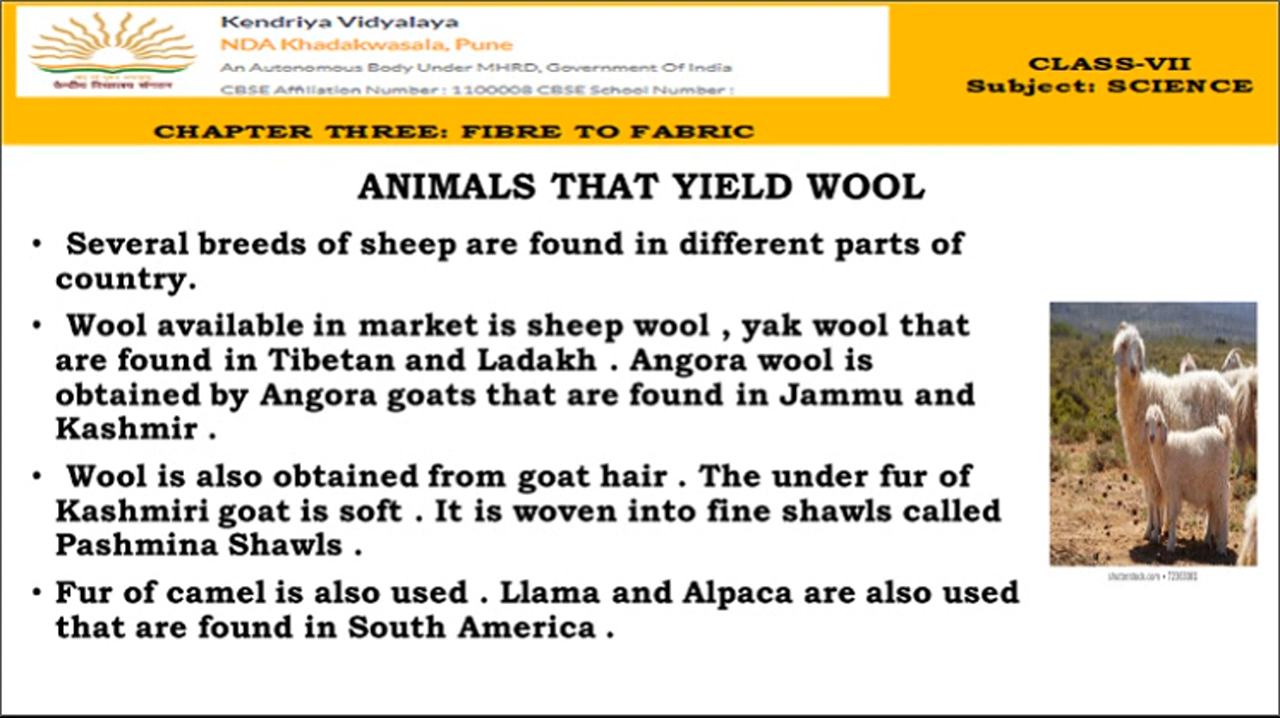 Kendriya Vidyalaya
NDA Khadakwasala, Pune
An Autonomous Body Under MHRD, Government Of India
केन्द्रीय विद्यालय संगठन
CBSE Affiliation Number : 1100008 CBSE School Number :
CLASS-VII
Subject: SCIENCE
CHAPTER THREE: FIBRE TO FABRIC
ANIMALS THAT YIELD WOOL
• Several breeds of sheep are found in different parts of
country.
• Wool available in market is sheep wool , yak wool that
are found in Tibetan and Ladakh . Angora wool is
obtained by Angora goats that are found in Jammu and
Kashmir .
• Wool is also obtained from goat hair . The under fur of
Kashmiri goat is soft . It is woven into fine shawls called
Pashmina Shawls .
• Fur of camel is also used . Llama and Alpaca are also used
that are found in South America .
shutterstock.com •